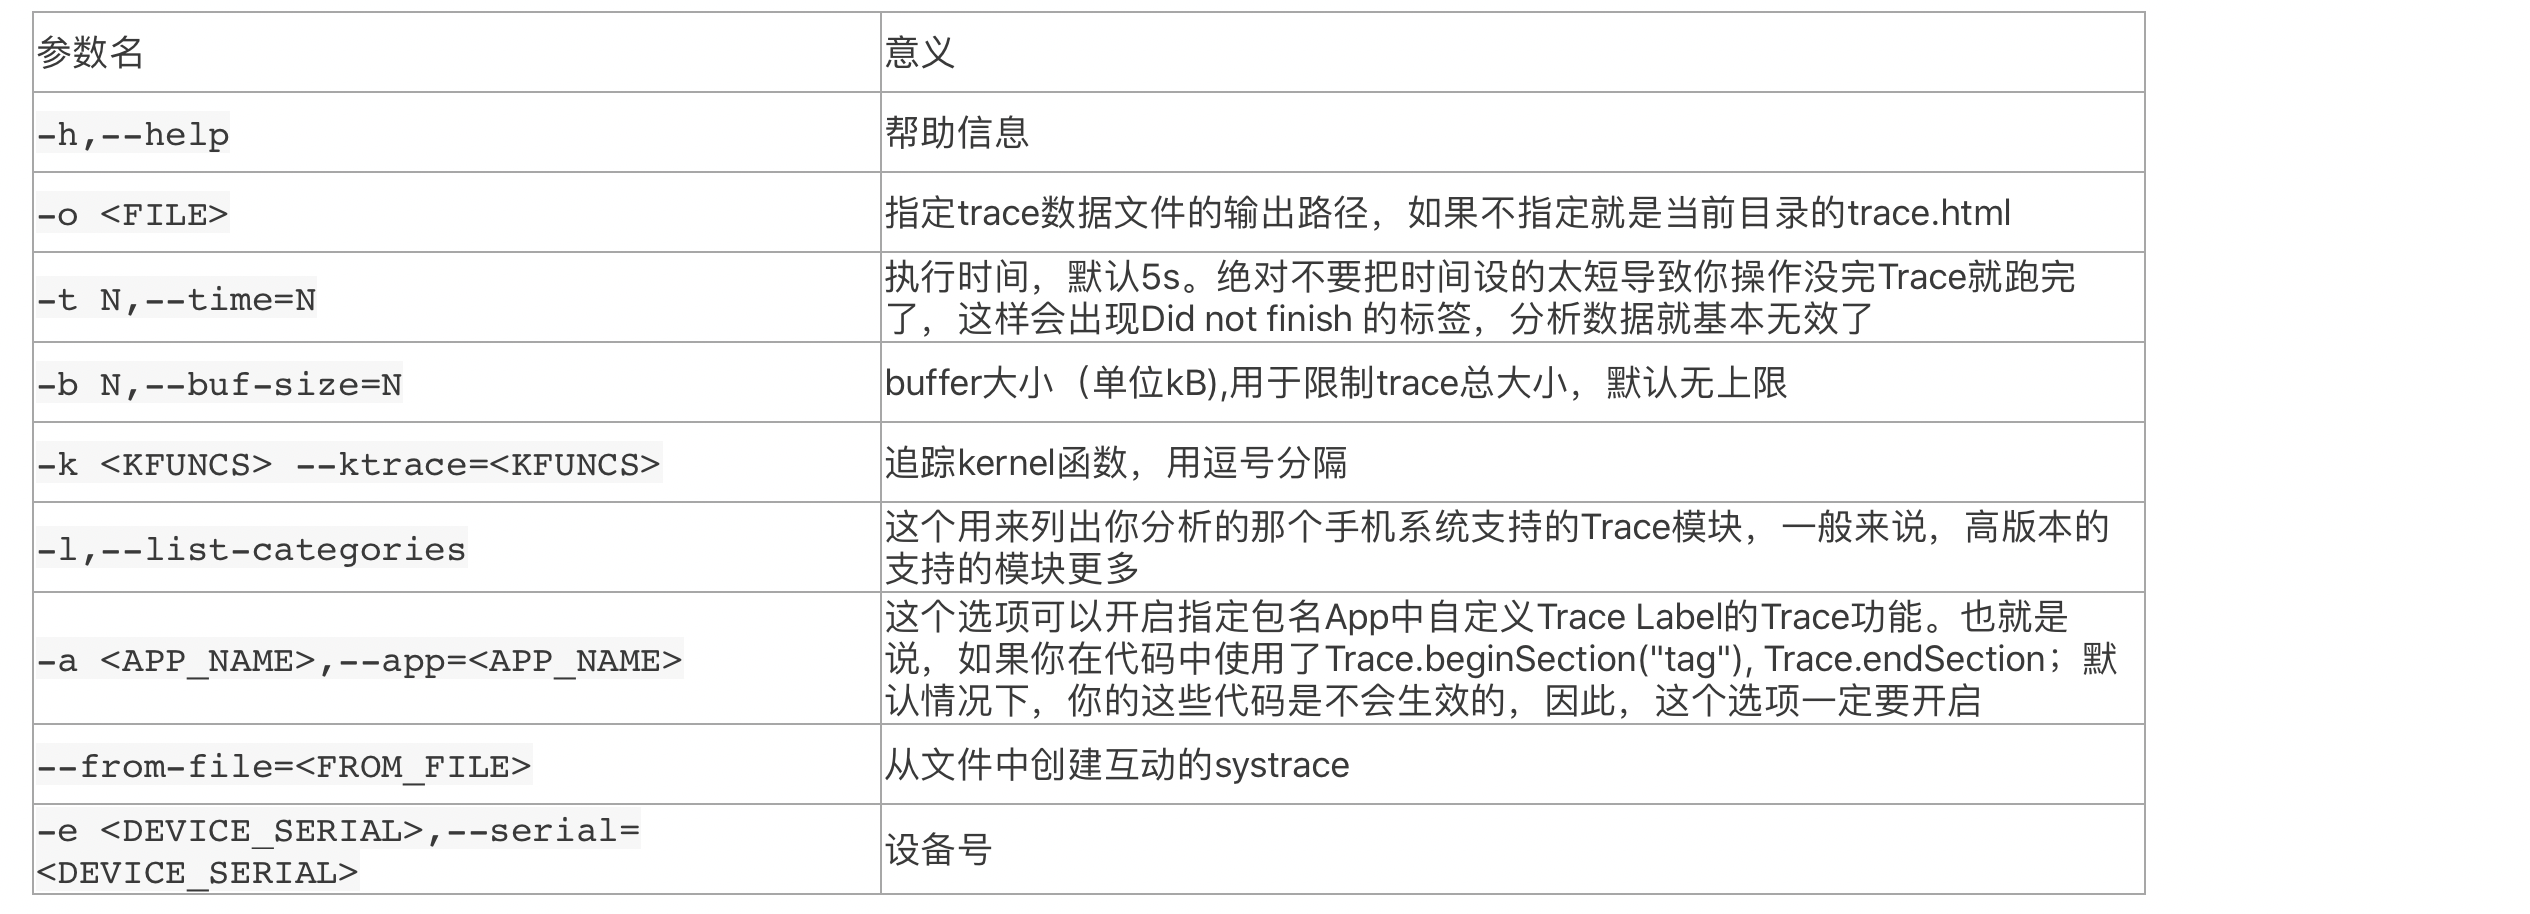 参数名
意义
-h,--help
帮助信息
-o <FILE>
指定trace数据文件的输出路径，如果不指定就是当前目录的trace.html
-t N,--time=N
执行时间，默认5s。绝对不要把时间设的太短导致你操作没完Trace就跑完
了，这样会出现Did not finish 的标签，分析数据就基本无效了
-b N,--buf-size=N
buffer大小（单位kB),用于限制trace总大小，默认无上限
-k <KFUNCS> --ktrace=<KFUNCS>
追踪kernel函数，用逗号分隔
-l,--list-categories
这个用来列出你分析的那个手机系统支持的Trace模块，一般来说，高版本的
支持的模块更多
-a <APP_NAME>,--app=<APP_NAME>
这个选项可以开启指定包名App中自定义Trace Label的Trace功能。也就是
说，如果你在代码中使用了Trace.beginSection("tag"), Trace.endSection；默
认情况下，你的这些代码是不会生效的，因此，这个选项一定要开启
--from-file=<FROM_FILE>
从文件中创建互动的systrace
-e <DEVICE_SERIAL>,--serial=
<DEVICE_SERIAL>
设备号